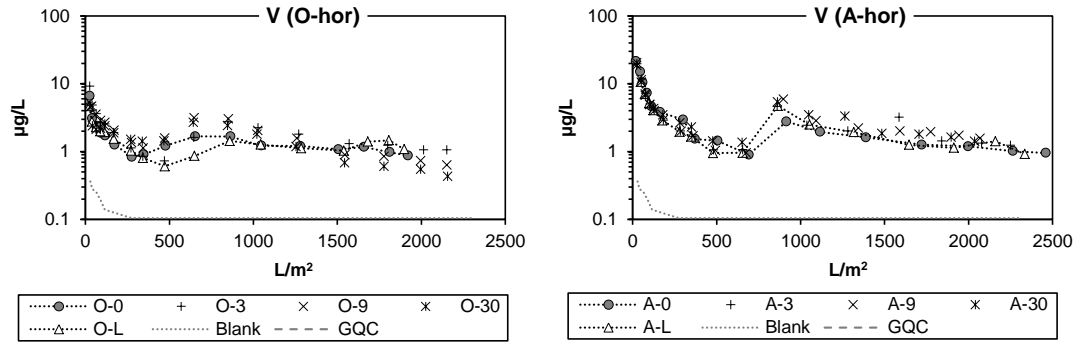 V (O-hor)
µg/L
100
10
1
0.1
0 500 1000 1500 2000 2500
L/m²
O-0 O-3 O-9 O-30
O-L Blank GQC
V (A-hor)
µg/L
100
10
1
0.1
0 500 1000 1500 2000 2500
L/m²
A-0 A-3 A-9 A-30
A-L Blank GQC